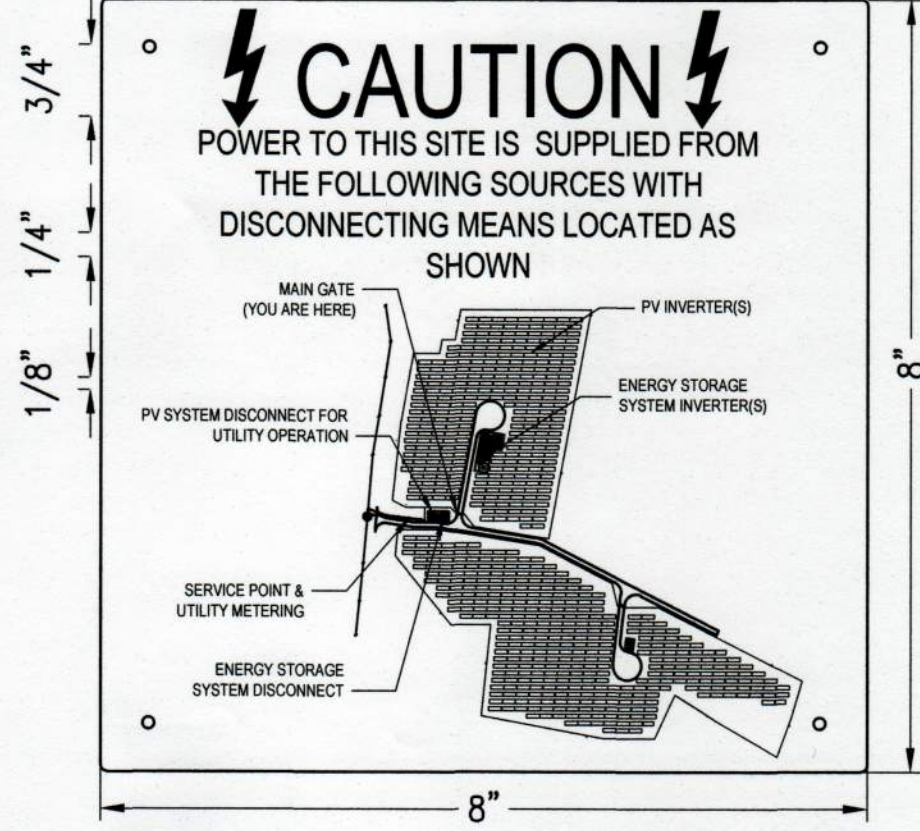 CAUTION
POWER TO THIS SITE IS SUPPLIED FROM
THE FOLLOWING SOURCES WITH
DISCONNECTING MEANS LOCATED AS
SHOWN
MAIN GATE
(YOU ARE HERE)
PV INVERTER(S)
ENERGY STORAGE
SYSTEM INVERTER(S)
PV SYSTEM DISCONNECT FOR
UTILITY OPERATION
SERVICE POINT &
UTILITY METERING
ENERGY STORAGE
SYSTEM DISCONNECT
3/4"
1/4"
1/8"
8"
8"